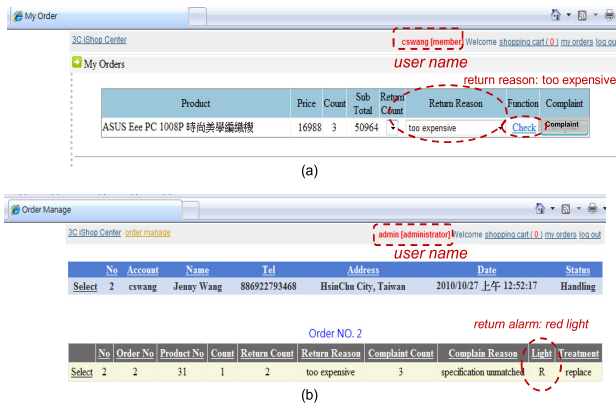 My Order
3C iShop Center
cswang [member] Welcome shopping cart ( 0 ) my orders log out
user name
My Orders
return reason: too expensive
Product Price Count Sub Total Return Count Return Reason Function Complaint
ASUS Eee PC 1008P 時尚美學編織機 16988 3 50964 too expensive Check Complaint
(a)
Order Manage
3C iShop Center order manage
admin [administrator] Welcome shopping cart ( 0 ) my orders log out
user name
No Account Name Tel Address Date Status
Select 2 cswang Jenny Wang 886922793468 HsinChu City, Taiwan 2010/10/27 上午 12:52:17 Handling
return alarm: red light
Order NO. 2
No Order No Product No Count Return Count Return Reason Complaint Count Complain Reason Light Treatment
Select 2 2 31 1 2 too expensive 3 specification unmatched R replace
(b)